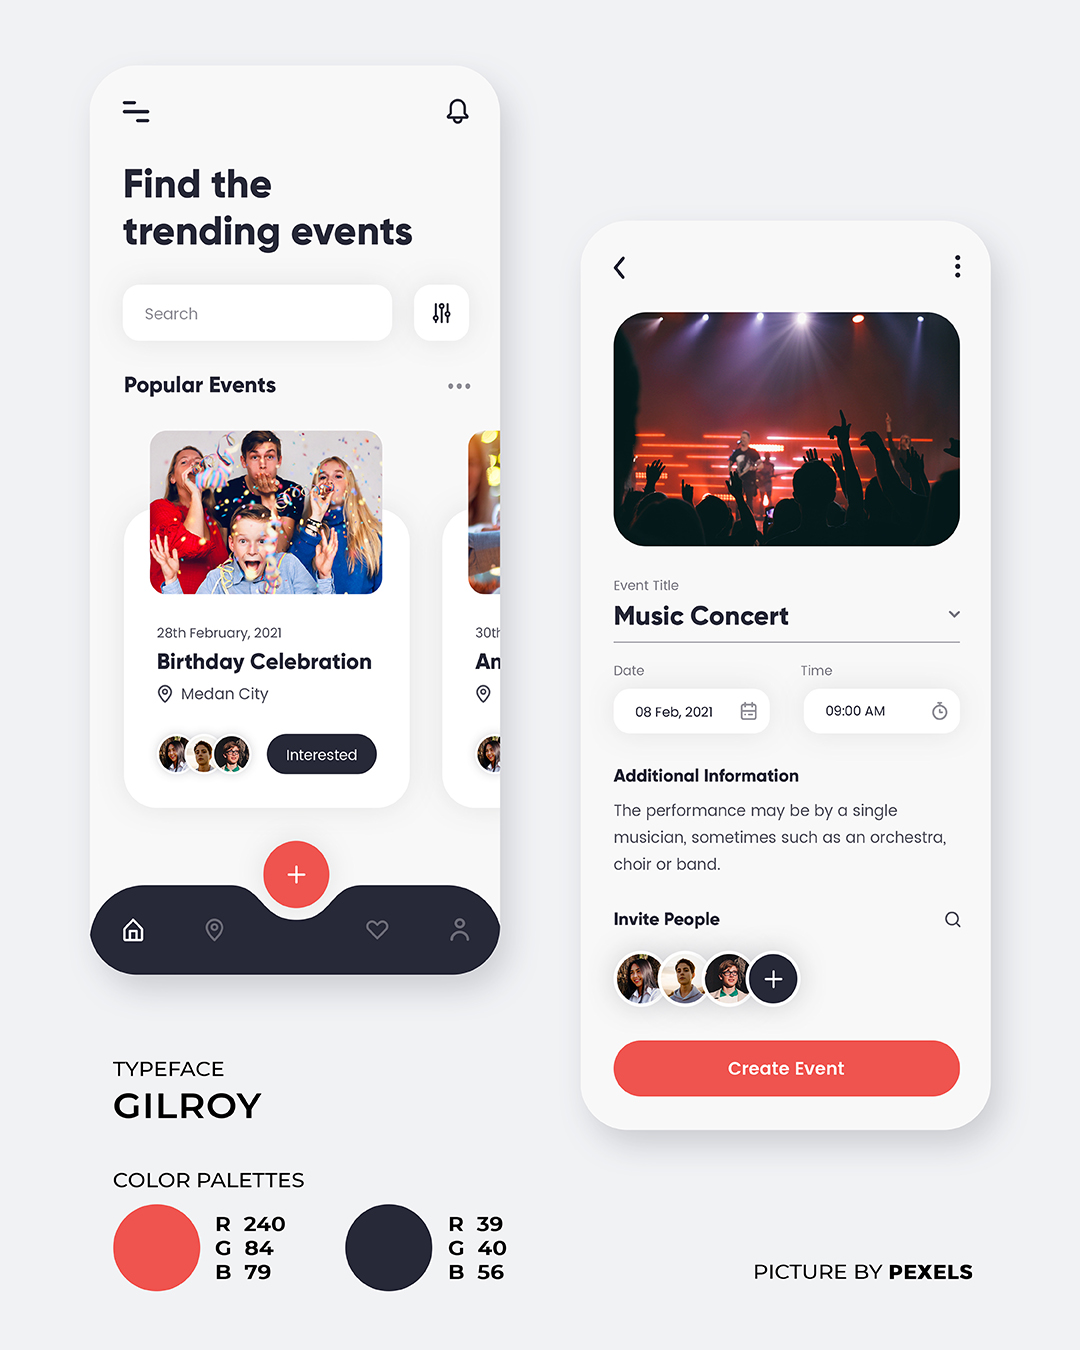 Find the
trending events
Search
Popular Events
28th February, 2021
Birthday Celebration
Medan City
Interested
30th
An
Event Title
Music Concert
Date
Time
08 Feb, 2021
09:00 AM
Additional Information
The performance may be by a single
musician, sometimes such as an orchestra,
choir or band.
Invite People
Create Event
TYPEFACE
GILROY
COLOR PALETTES
R 240
G 84
B 79
R 39
G 40
B 56
PICTURE BY PEXELS